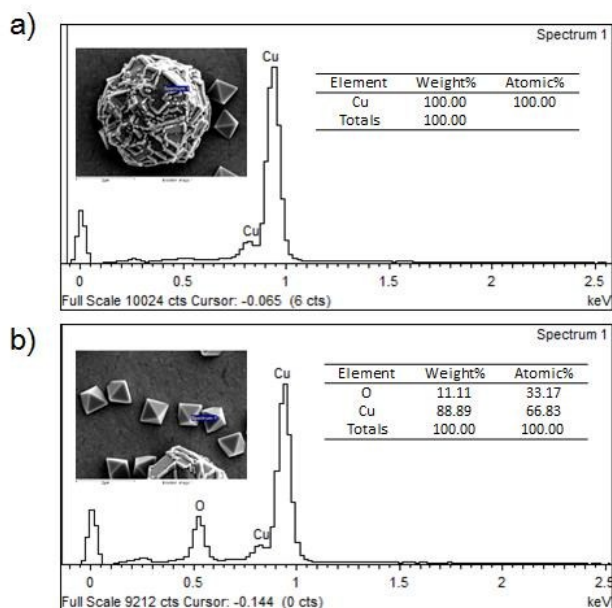 a)
Spectrum 1
Cu
Element Weight% Atomic%
Cu 100.00 100.00
Totals 100.00
Cu
0 0.5 1 1.5 2 2.5
Full Scale 10024 cts Cursor: -0.065 (6 cts) keV
b)
Spectrum 1
Cu
Element Weight% Atomic%
O 11.11 33.17
Cu 88.89 66.83
Totals 100.00 100.00
O
Cu
0 0.5 1 1.5 2 2.5
Full Scale 9212 cts Cursor: -0.144 (0 cts) keV